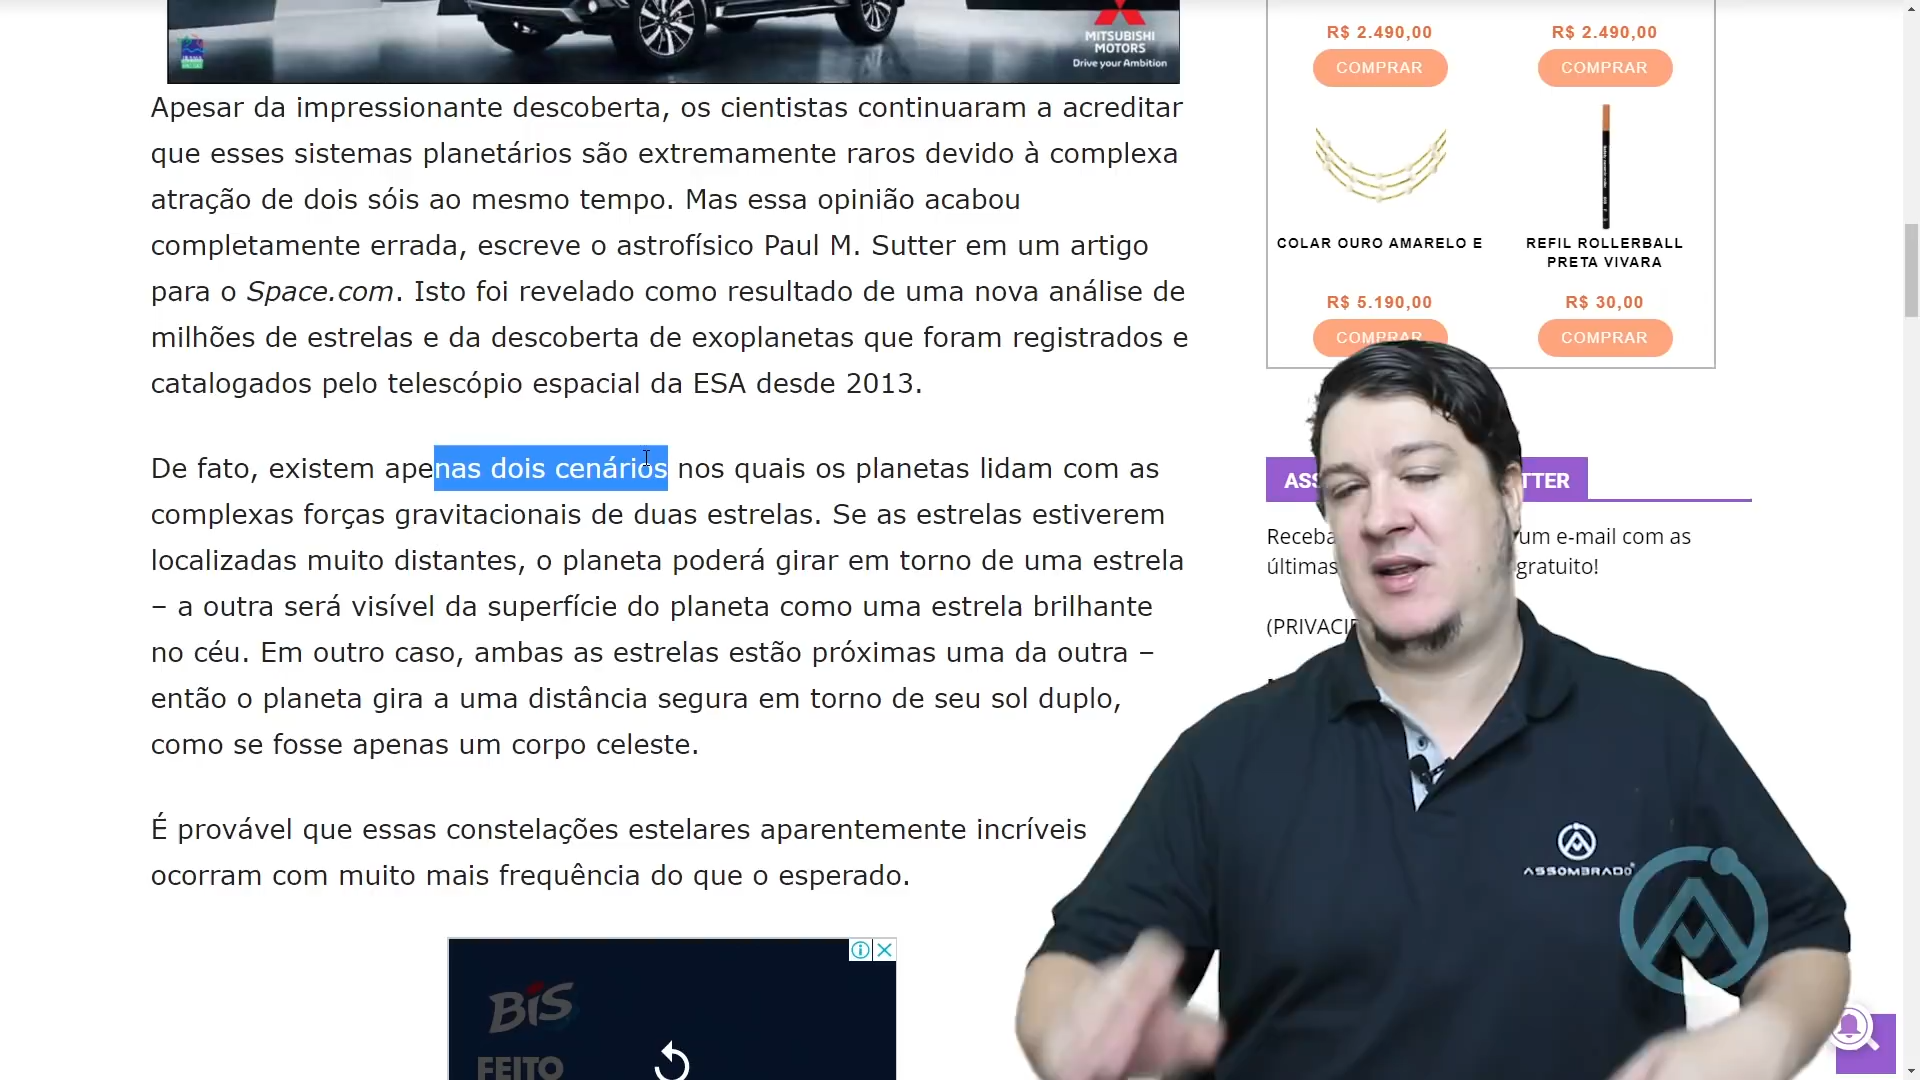 MITSUBISHI
MOTORS
Drive your Ambition
Apesar da impressionante descoberta, os cientistas continuaram a acreditar
que esses sistemas planetários são extremamente raros devido à complexa
atração de dois sóis ao mesmo tempo. Mas essa opinião acabou
completamente errada, escreve o astrofísico Paul M. Sutter em um artigo
para o Space.com. Isto foi revelado como resultado de uma nova análise de
milhões de estrelas e da descoberta de exoplanetas que foram registrados e
catalogados pelo telescópio espacial da ESA desde 2013.
De fato, existem apenas dois cenários nos quais os planetas lidam com as
complexas forças gravitacionais de duas estrelas. Se as estrelas estiverem
localizadas muito distantes, o planeta poderá girar em torno de uma estrela
– a outra será visível da superfície do planeta como uma estrela brilhante
no céu. Em outro caso, ambas as estrelas estão próximas uma da outra –
então o planeta gira a uma distância segura em torno de seu sol duplo,
como se fosse apenas um corpo celeste.
É provável que essas constelações estelares aparentemente incríveis
ocorram com muito mais frequência do que o esperado.
BIS
FEITO
R$ 2.490,00 R$ 2.490,00
COMPRAR COMPRAR
COLAR OURO AMARELO E
REFIL ROLLERBALL
PRETA VIVARA
R$ 5.190,00 R$ 30,00
COMPRAR COMPRAR
ASS TTER
Receba um e-mail com as
últimas gratuito!
(PRIVACI
ASSOMBRADO